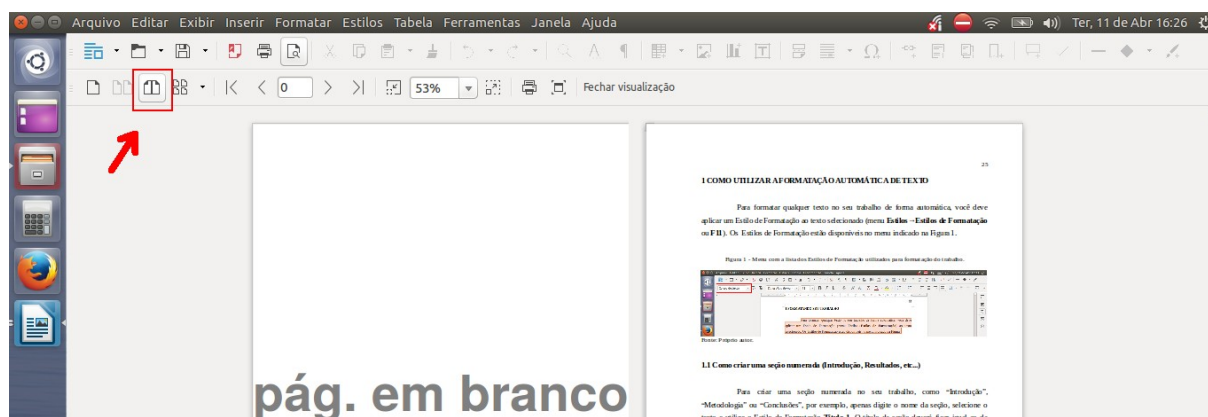 Arquivo Editar Exibir Inserir Formatar Estilos Tabela Ferramentas Janela Ajuda
Ter, 11 de Abr 16:26
0
53%
Fechar visualização
pág. em branco
25
1 COMO UTILIZAR A FORMATAÇÃO AUTOMÁTICA DE TEXTO
Para formatar qualquer texto no seu trabalho de forma automática, você deve
aplicar um Estilo de Formatação ao texto selecionado (menu Estilos→Estilos de Formatação
ou F11). Os Estilos de Formatação estão disponíveis no menu indicado na Figura 1.
Figura 1 – Menu com a lista dos Estilos de Formatação utilizados para formatação do trabalho.
Fonte: Próprio autor.
1.1 Como criar uma seção numerada (Introdução, Resultados, etc...)
Para criar uma seção numerada no seu trabalho, como “Introdução”,
“Metodologia” ou “Conclusões”, por exemplo, apenas digite o nome da seção, selecione o